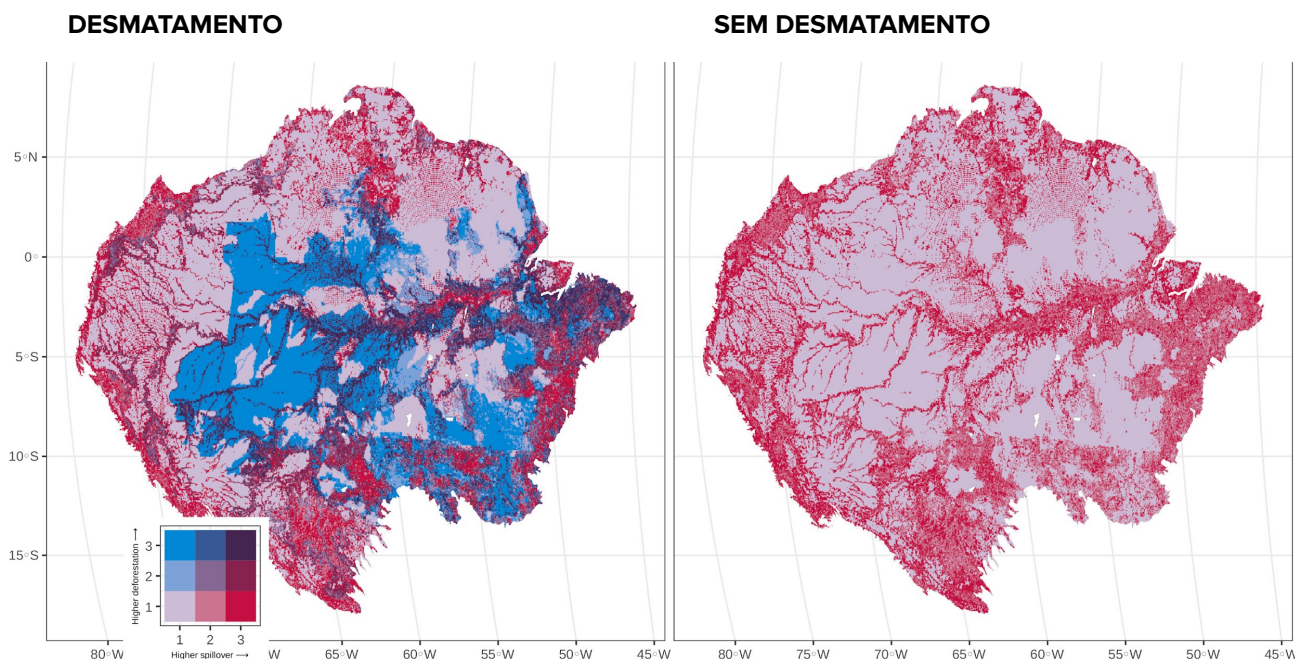 DESMATAMENTO
SEM DESMATAMENTO
5°N
0°
5°S
10°S
15°S
Higher deforestation →
3
2
1
1 2 3
Higher spillover →
80°W W 65°W 60°W 55°W 50°W 45°W
80°W 75°W 70°W 65°W 60°W 55°W 50°W 45°W